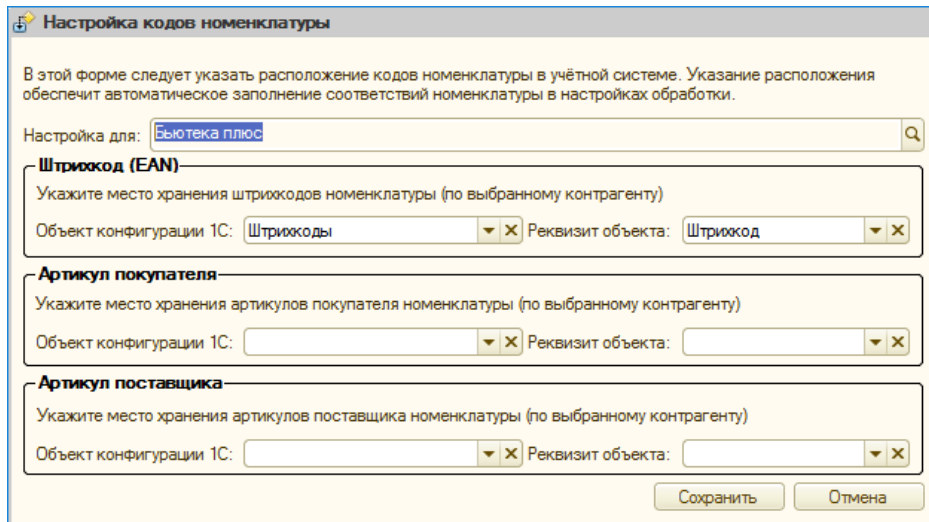 Настройка кодов номенклатуры
В этой форме следует указать расположение кодов номенклатуры в учётной системе. Указание расположения
обеспечит автоматическое заполнение соответствий номенклатуры в настройках обработки.
Настройка для: Бьютека плюс
Штрихкод (EAN)
Укажите место хранения штрихкодов номенклатуры (по выбранному контрагенту)
Объект конфигурации 1С: Штрихкоды Реквизит объекта: Штрихкод
Артикул покупателя
Укажите место хранения артикулов покупателя номенклатуры (по выбранному контрагенту)
Объект конфигурации 1С: Реквизит объекта:
Артикул поставщика
Укажите место хранения артикулов поставщика номенклатуры (по выбранному контрагенту)
Объект конфигурации 1С: Реквизит объекта:
Сохранить Отмена